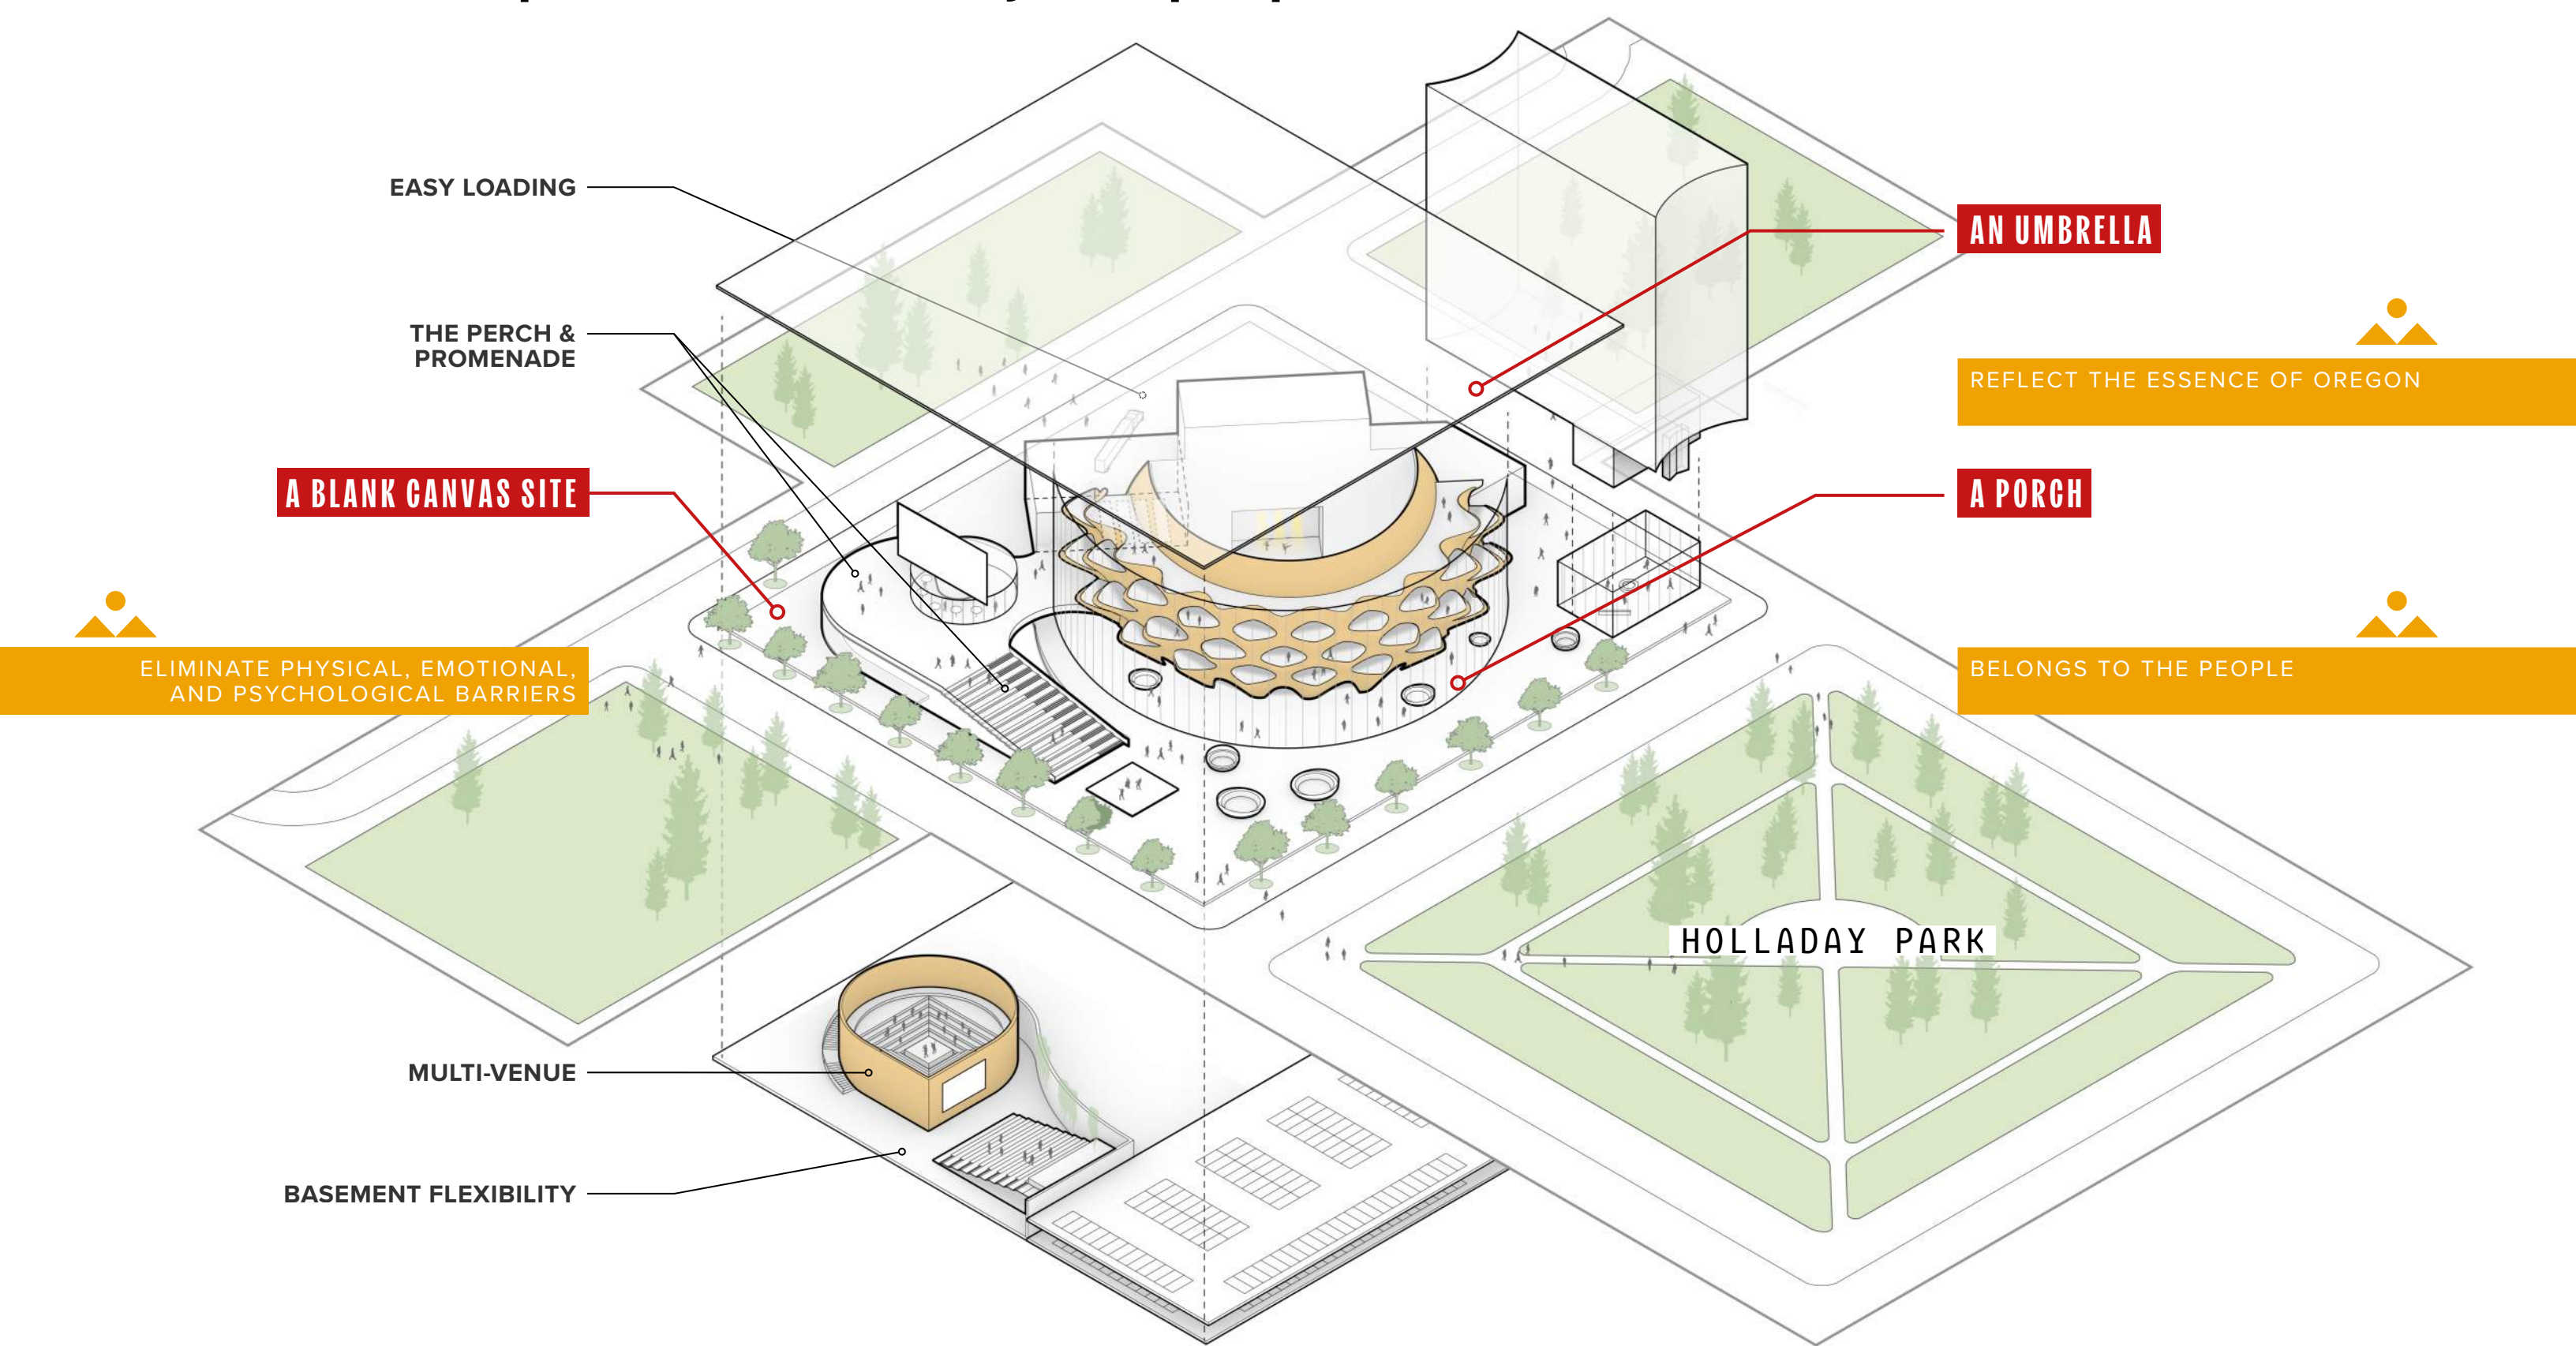 EASY LOADING
THE PERCH &
PROMENADE
A BLANK CANVAS SITE
ELIMINATE PHYSICAL, EMOTIONAL,
AND PSYCHOLOGICAL BARRIERS
MULTI-VENUE
BASEMENT FLEXIBILITY
AN UMBRELLA
REFLECT THE ESSENCE OF OREGON
A PORCH
BELONGS TO THE PEOPLE
HOLLADAY PARK